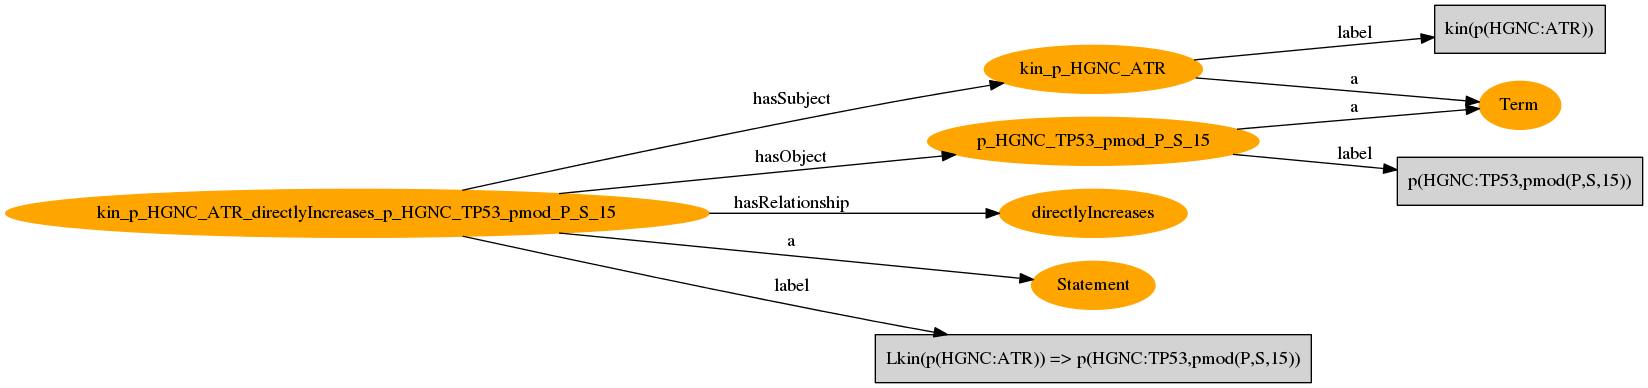 kin(p(HGNC:ATR))
label
kin_p_HGNC_ATR
a
Term
hasSubject
a
p_HGNC_TP53_pmod_P_S_15
hasObject
label
p(HGNC:TP53,pmod(P,S,15))
hasRelationship
kin_p_HGNC_ATR_directlyIncreases_p_HGNC_TP53_pmod_P_S_15
directlyIncreases
a
Statement
label
Lkin(p(HGNC:ATR)) => p(HGNC:TP53,pmod(P,S,15))